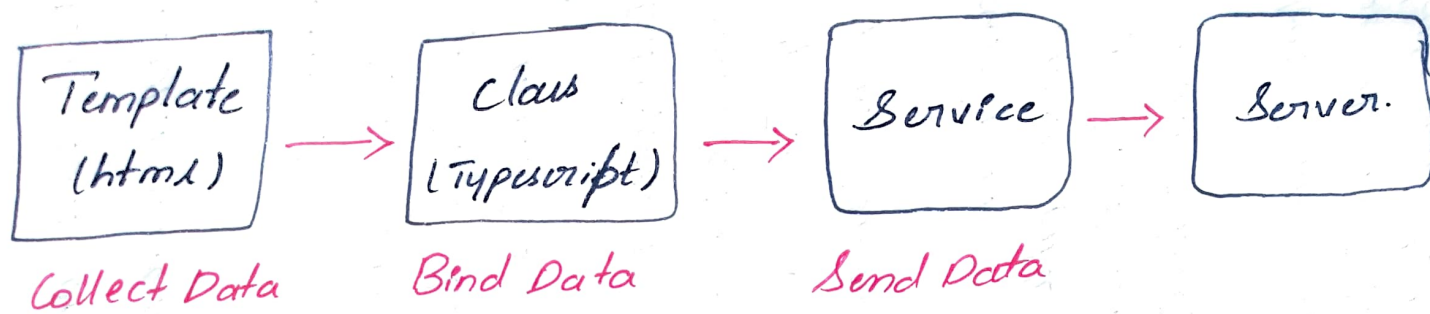 Template
(html)
Class
(Typescript)
Service
Server.
Collect Data
Bind Data
Send Data